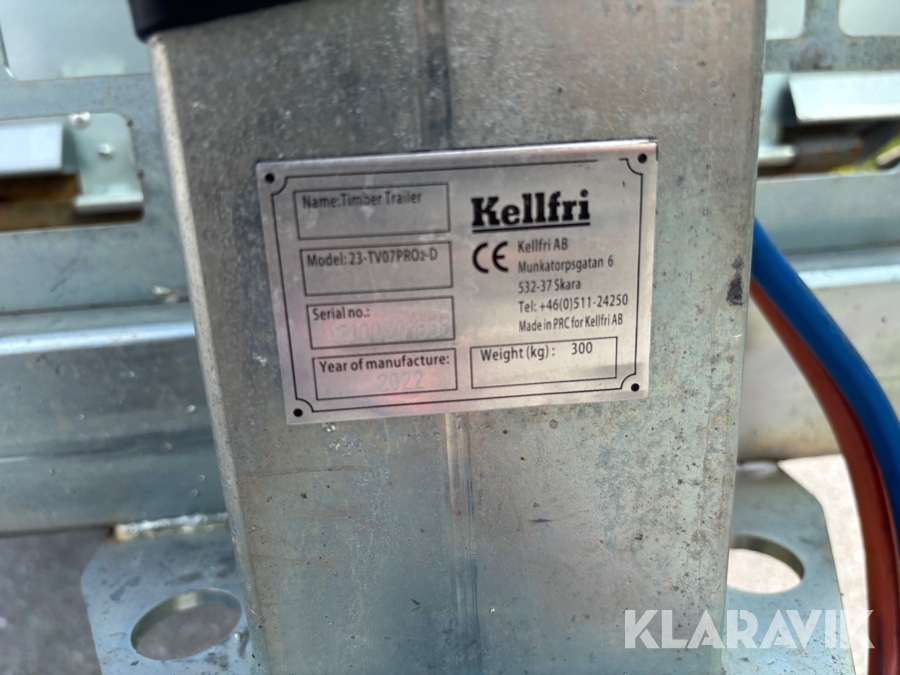 Name:Timber Trailer
Model: 23-TV07PRO2-D
Serial no.:
Year of manufacture:
2022
Kellfri
CE Kellfri AB
Munkatorpsgatan 6
532-37 Skara
Tel: +46(0)511-24250
Made in PRC for Kellfri AB
Weight (kg): 300
KLARAVIK